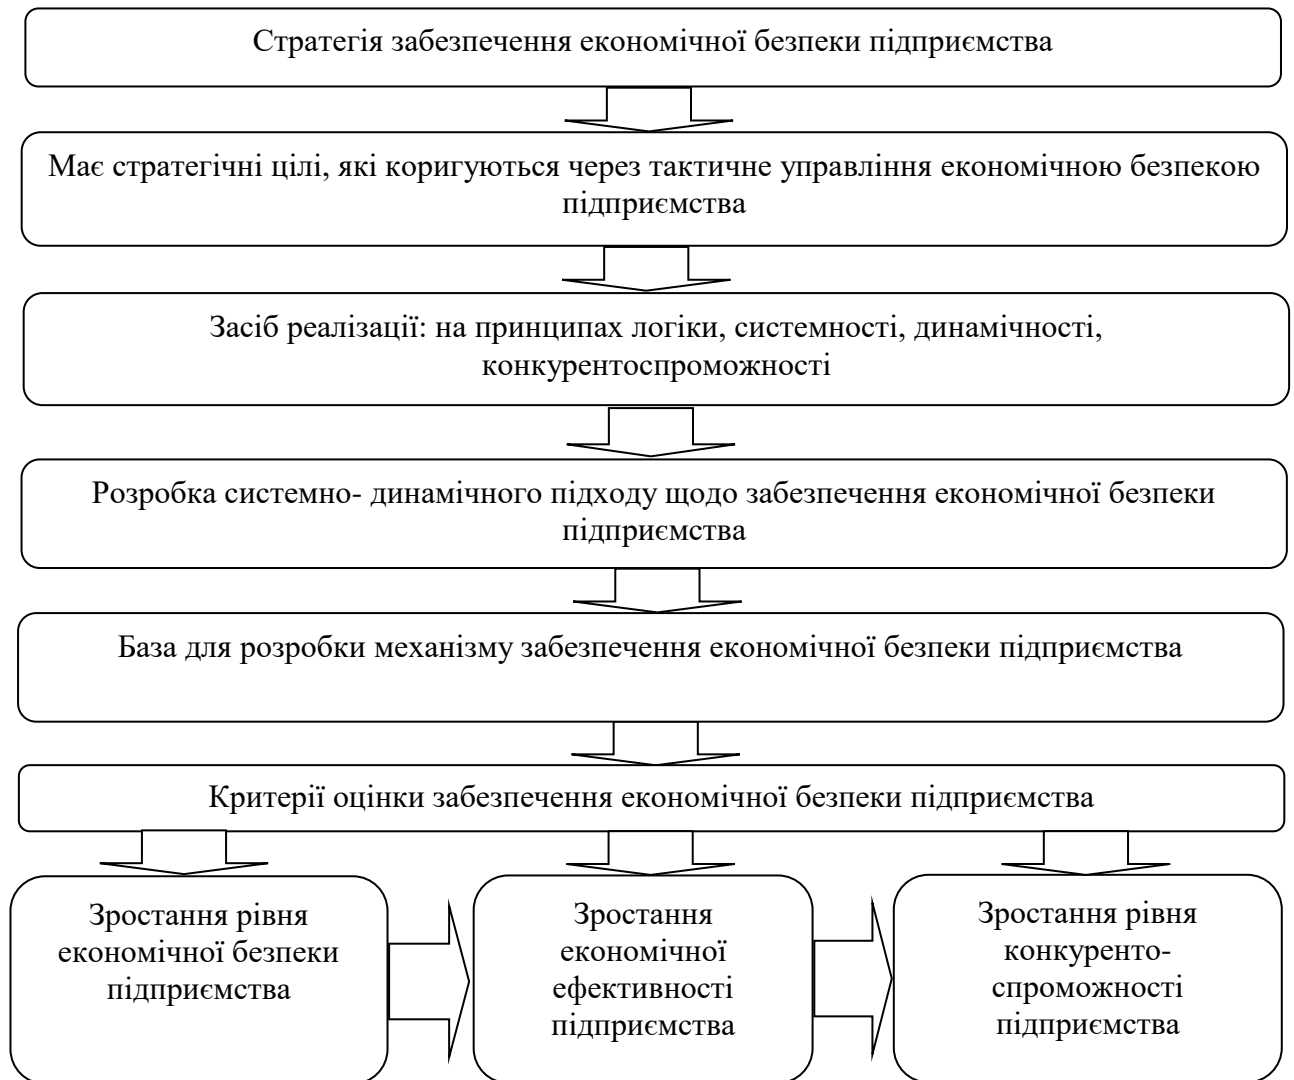 Стратегія забезпечення економічної безпеки підприємства
Має стратегічні цілі, які коригуються через тактичне управління економічною безпекою
підприємства
Засіб реалізації: на принципах логіки, системності, динамічності,
конкурентоспроможності
Розробка системно- динамічного підходу щодо забезпечення економічної безпеки
підприємства
База для розробки механізму забезпечення економічної безпеки підприємства
Критерії оцінки забезпечення економічної безпеки підприємства
Зростання рівня
економічної безпеки
підприємства
Зростання
економічної
ефективності
підприємства
Зростання рівня
конкуренто-
спроможності
підприємства